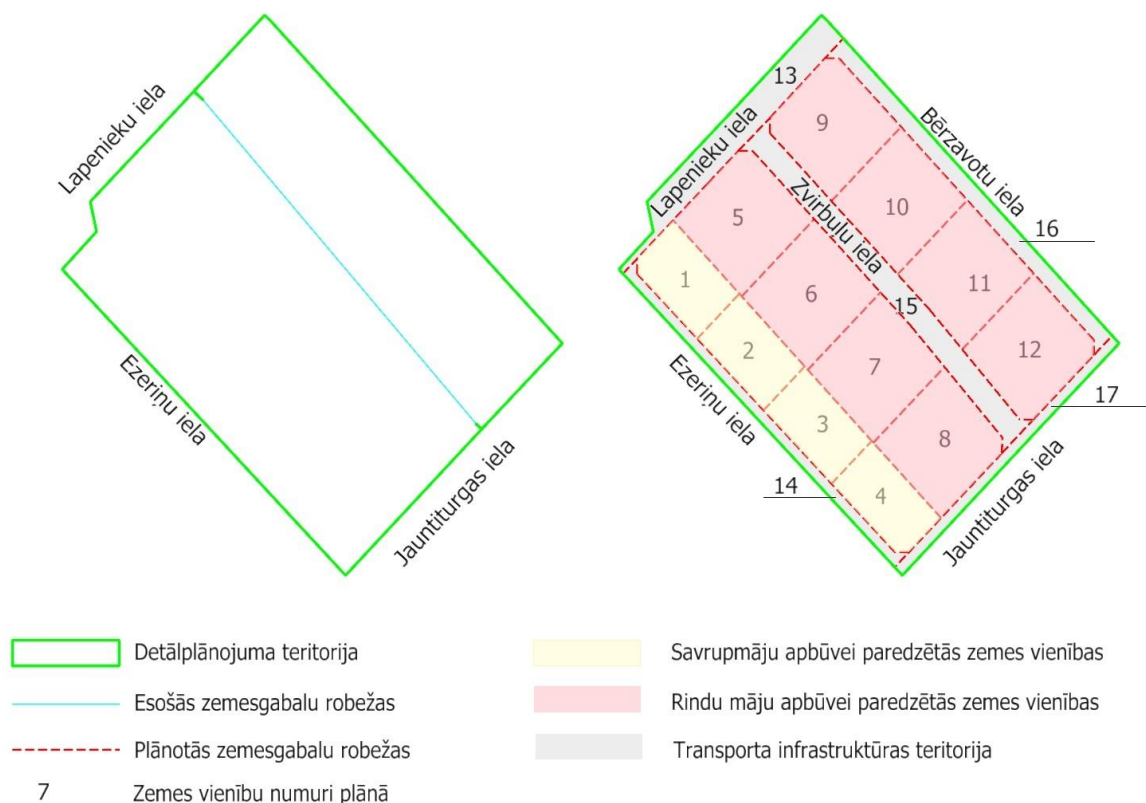 Lapenieku iela
Ezeriņu iela
Jauntiturgas iela
13
Lapenieku iela
9
Bērzavotu iela
Zvirbuļu iela
5
10
16
1
6
11
15
2
12
7
17
3
Ezeriņu iela
8
14
4
Jauntiturgas iela
Detālplānojuma teritorija
Esošās zemesgabalu robežas
Plānotās zemesgabalu robežas
7 Zemes vienību numuri plānā
Savrupmāju apbūvei paredzētās zemes vienības
Rindu māju apbūvei paredzētās zemes vienības
Transporta infrastruktūras teritorija